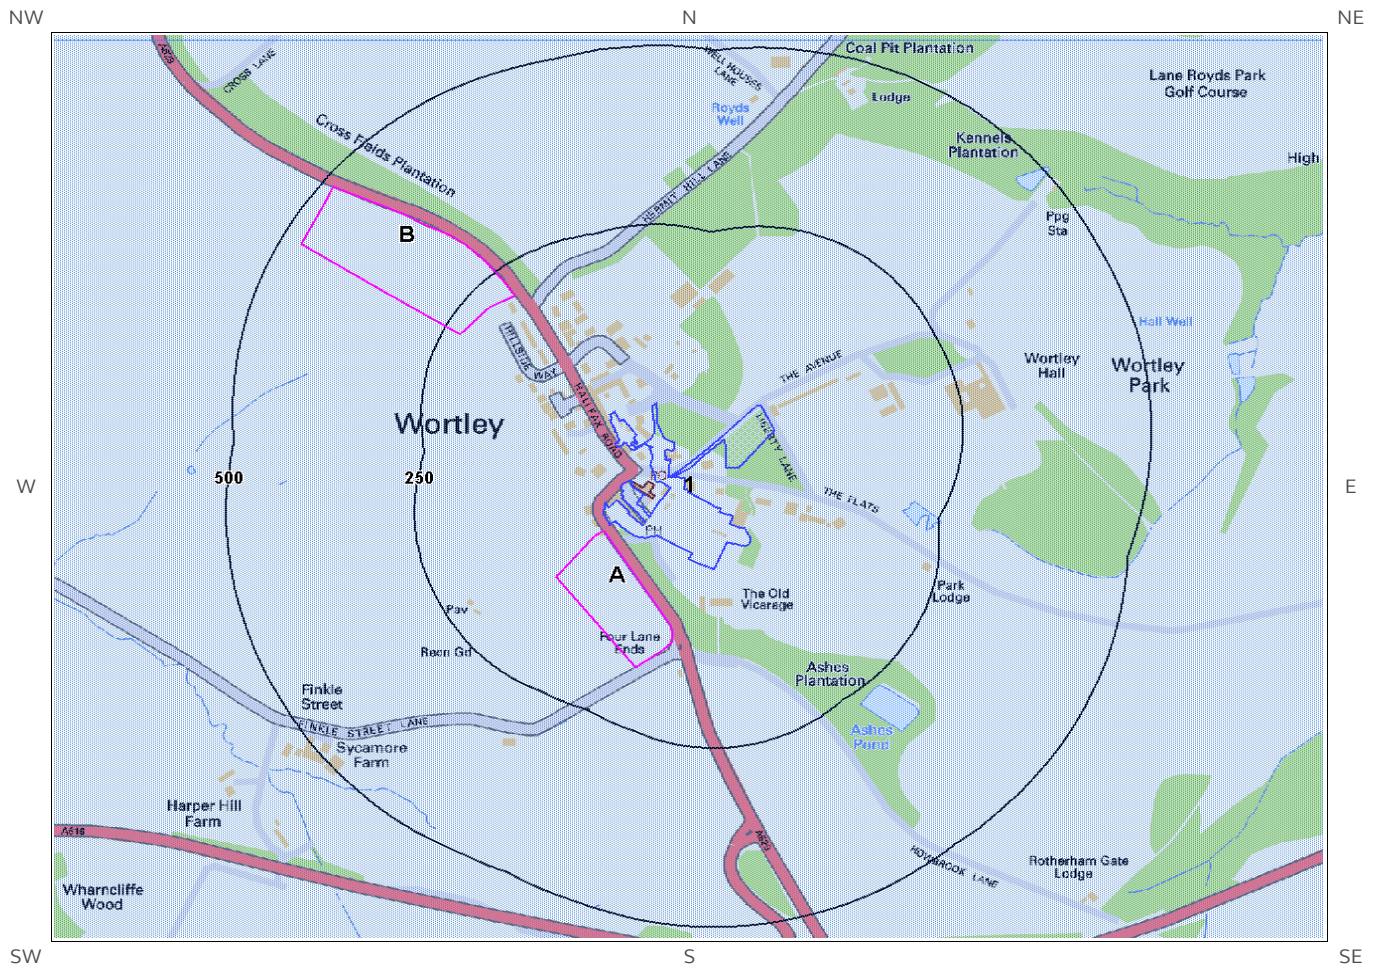 NW
N
NE
A629
CROSS LANE
WELL HOUSES
LANE
Coal Pit Plantation
Lane Royds Park
Golf Course
Lodge
Royds
Well
Cross Fields Plantation
Kennels
Plantation
High
HERMIT HILL LANE
Ppg
Sta
B
Hall Well
HILLSIDE
WAY
THE AVENUE
Wortley
Hall
Wortley
Park
HALIFAX ROAD
Wortley
LIBERTY LANE
500
250
W
1
E
THE FLATS
PH
A
Park
Lodge
The Old
Vicarage
Pav
Four Lane
Ends
Recn Gd
Ashes
Plantation
Finkle
Street
FINKLE STREET LANE
Ashes
Pond
Sycamore
Farm
Harper Hill
Farm
A616
A629
HOWBROOK LANE
Rotherham Gate
Lodge
Wharncliffe
Wood
SW
S
SE